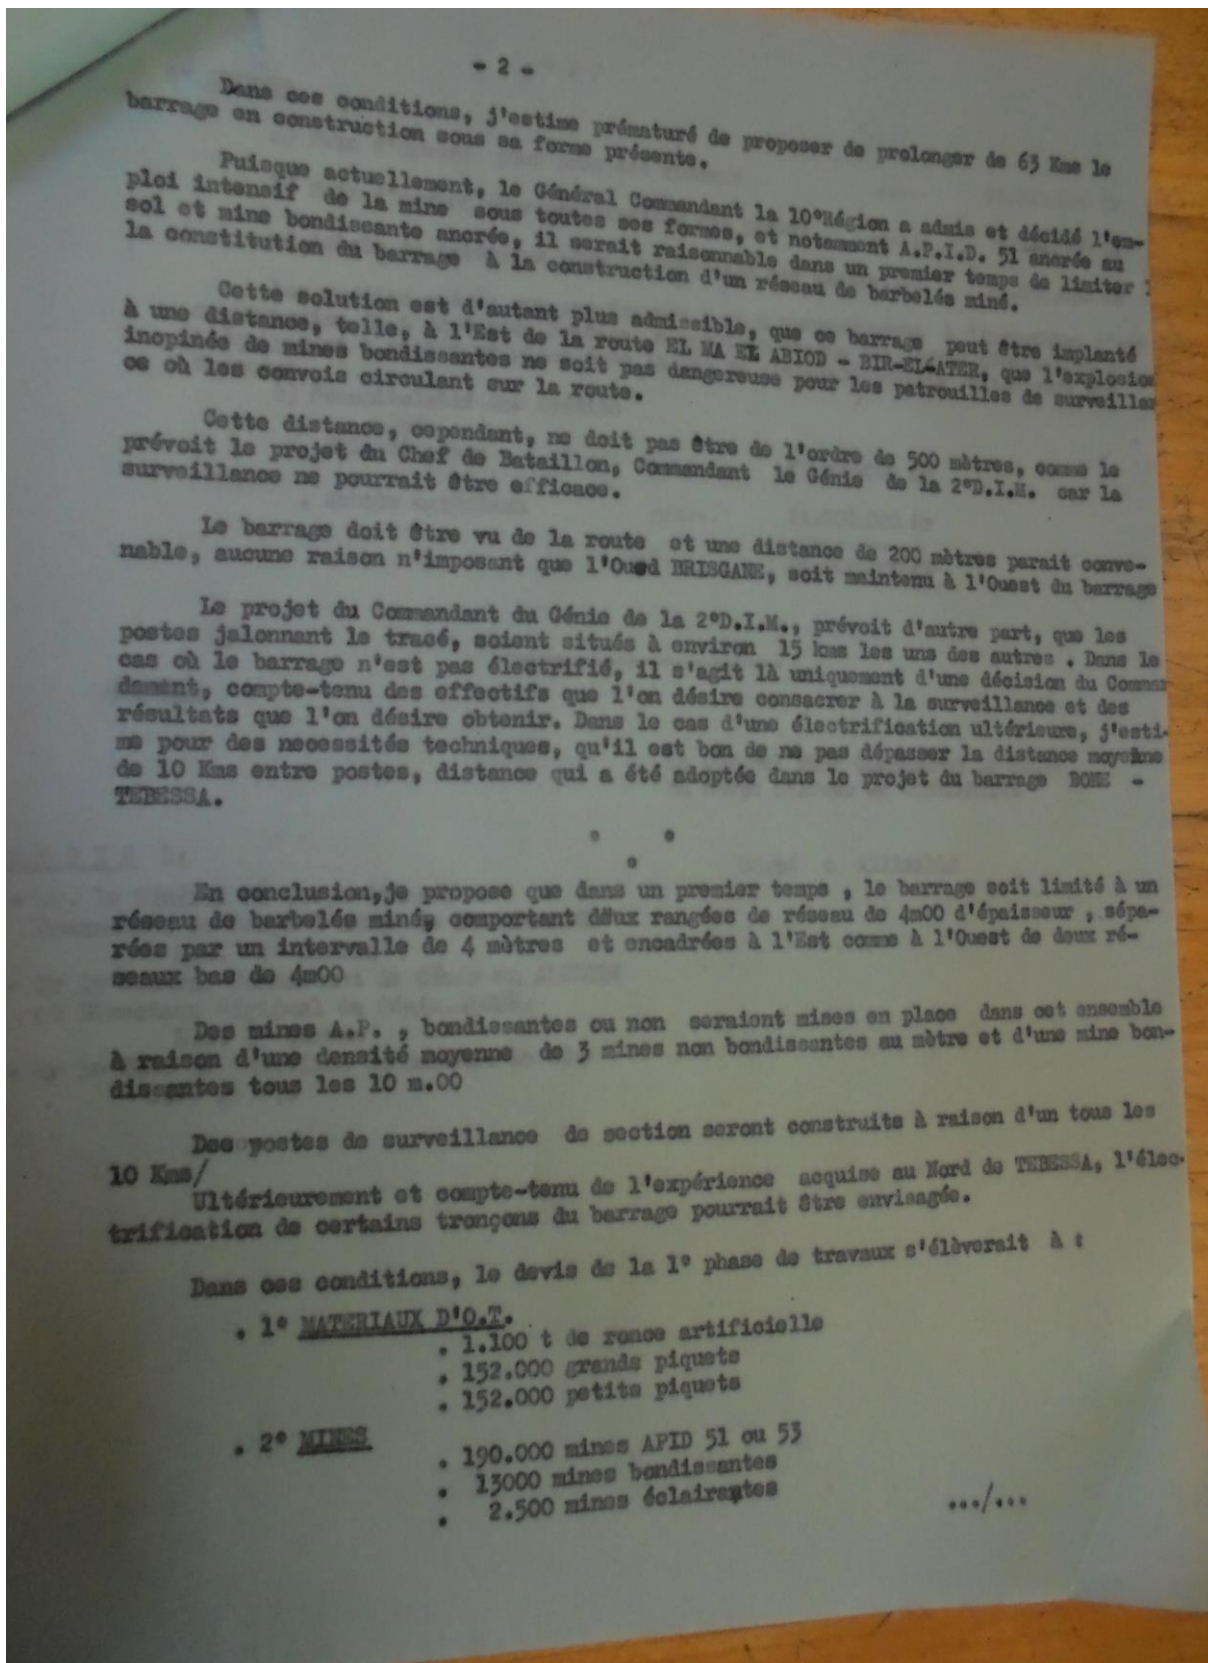 - 2 -
Dans ces conditions, j'estime prématuré de proposer de prolonger de 63 Kms le
barrage en construction sous sa forme présente.
Puisque actuellement, le Général Commandant la 10°Région a admis et décidé l'em-
ploi intensif de la mine sous toutes ses formes, et notamment A.P.I.D. 51 ancrée au
sol et mine bondissante ancrée, il serait raisonnable dans un premier temps de limiter
la constitution du barrage à la construction d'un réseau de barbelés miné.
Cette solution est d'autant plus admissible, que ce barrage peut être implanté
à une distance, telle, à l'Est de la route EL MA EL ABIOD - BIR-EL-ATER, que l'explosion
inopinée de mines bondissantes ne soit pas dangereuse pour les patrouilles de surveillan
ce où les convois circulant sur la route.
Cette distance, cependant, ne doit pas être de l'ordre de 500 mètres, comme le
prévoit le projet du Chef de Bataillon, Commandant le Génie de la 2°D.I.M. car la
surveillance ne pourrait être efficace.
Le barrage doit être vu de la route et une distance de 200 mètres parait conve-
nable, aucune raison n'imposant que l'Oued BRISGANE, soit maintenu à l'Ouest du barrage
Le projet du Commandant du Génie de la 2°D.I.M., prévoit d'autre part, que les
postes jalonnant le tracé, soient situés à environ 15 kms les uns des autres . Dans le
cas où le barrage n'est pas électrifié, il s'agit là uniquement d'une décision du Comman
dement, compte-tenu des effectifs que l'on désire consacrer à la surveillance et des
résultats que l'on désire obtenir. Dans le cas d'une électrification ultérieure, j'esti-
me pour des necessités techniques, qu'il est bon de ne pas dépasser la distance moyenne
de 10 Kms entre postes, distance qui a été adoptée dans le projet du barrage BONE -
TEBESSA.
° °
°
En conclusion,je propose que dans un premier temps , le barrage soit limité à un
réseau de barbelés miné, comportant deux rangées de réseau de 4m00 d'épaisseur , sépa-
rées par un intervalle de 4 mètres et encadrées à l'Est comme à l'Ouest de deux ré-
seaux bas de 4m00
Des mines A.P. , bondissantes ou non seraient mises en place dans cet ensemble
à raison d'une densité moyenne de 3 mines non bondissantes au mètre et d'une mine bon-
dissantes tous les 10 m.00
Des postes de surveillance de section seront construits à raison d'un tous les
10 Kms/
Ultérieurement et compte-tenu de l'expérience acquise au Nord de TEBESSA, l'élec-
trification de certains tronçons du barrage pourrait être envisagée.
Dans ces conditions, le devis de la 1° phase de travaux s'élèverait à :
. 1° MATERIAUX D'O.T.
. 1.100 t de ronce artificielle
. 152.000 grands piquets
. 152.000 petits piquets
. 2° MINES
. 190.000 mines APID 51 ou 53
. 13000 mines bondissantes
. 2.500 mines éclairantes
.../...